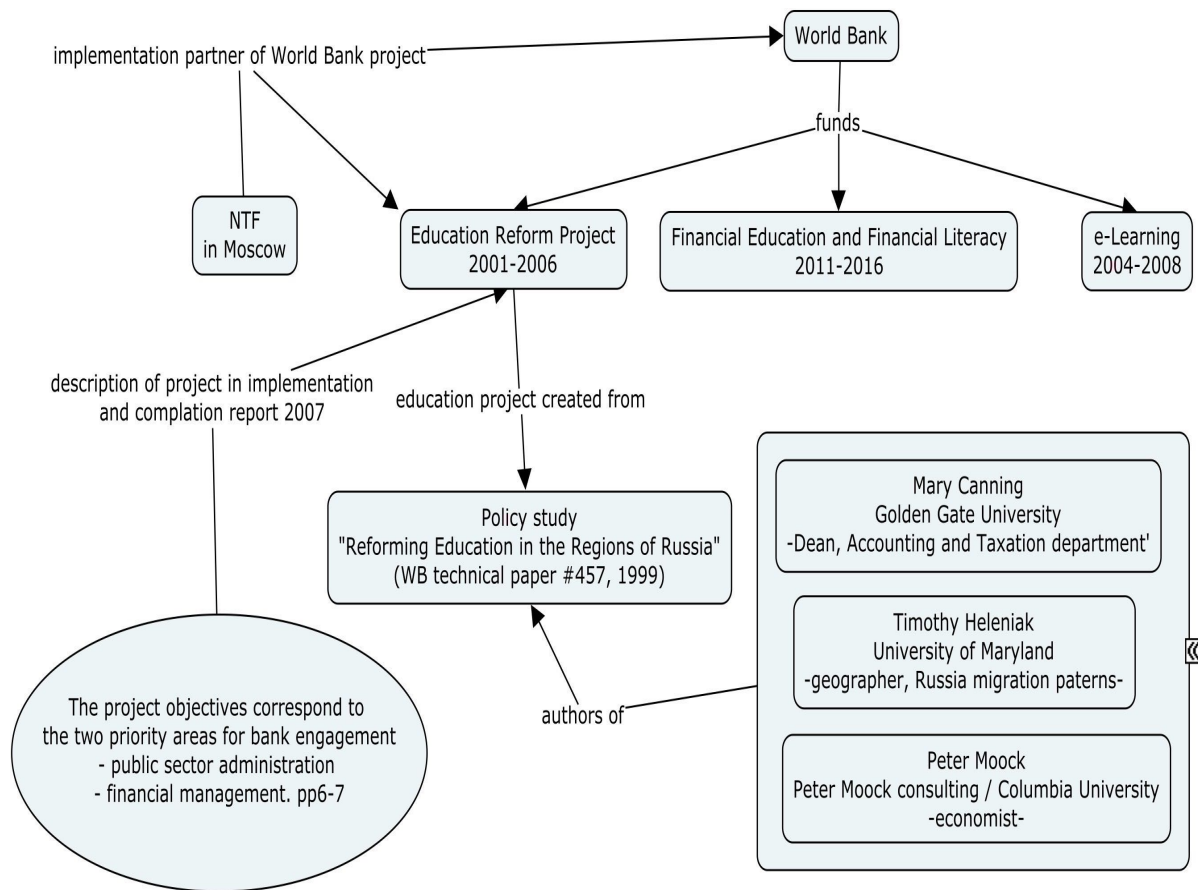 World Bank
implementation partner of World Bank project
funds
NTF
in Moscow
Education Reform Project
2001-2006
Financial Education and Financial Literacy
2011-2016
e-Learning
2004-2008
description of project in implementation
and complation report 2007
education project created from
Policy study
"Reforming Education in the Regions of Russia"
(WB technical paper #457, 1999)
Mary Canning
Golden Gate University
-Dean, Accounting and Taxation department'
Timothy Heleniak
University of Maryland
-geographer, Russia migration paterns-
authors of
Peter Moock
Peter Moock consulting / Columbia University
-economist-
The project objectives correspond to
the two priority areas for bank engagement
- public sector administration
- financial management. pp6-7